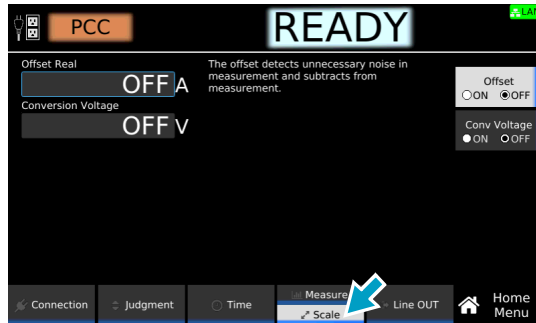 PCC
READY
LAN
Offset Real
OFF A
Conversion Voltage
OFF V
The offset detects unnecessary noise in
measurement and subtracts from
measurement.
Offset
ON OFF
Conv Voltage
ON OFF
Connection
Judgment
Time
Measure
Scale
Line OUT
Home
Menu